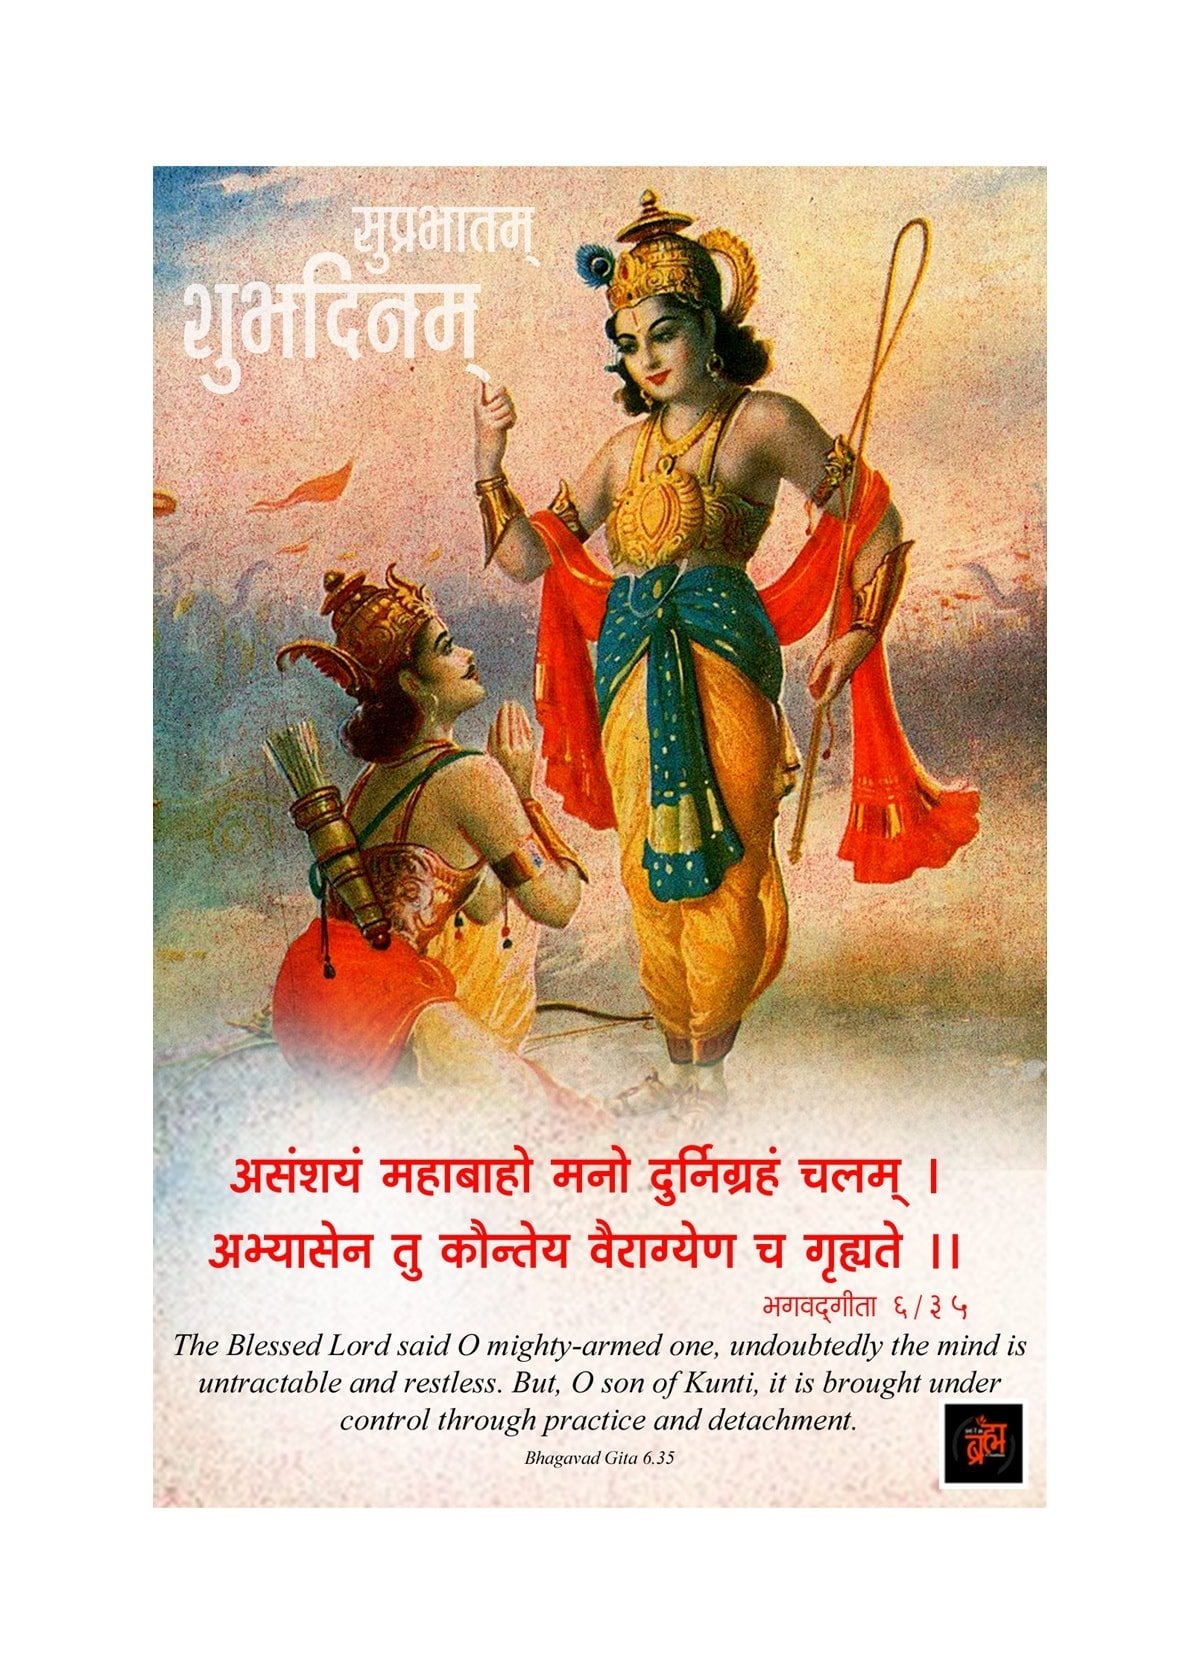 सुप्रभातम्
शुभदिनम्
असंशयं महाबाहो मनो दुर्निग्रहं चलम् ।
अभ्यासेन तु कौन्तेय वैराग्येण च गृह्यते ।।
भगवद्‌गीता ६/३५
The Blessed Lord said O mighty-armed one, undoubtedly the mind is
untractable and restless. But, O son of Kunti, it is brought under
control through practice and detachment.
Bhagavad Gita 6.35
ब्रह्म